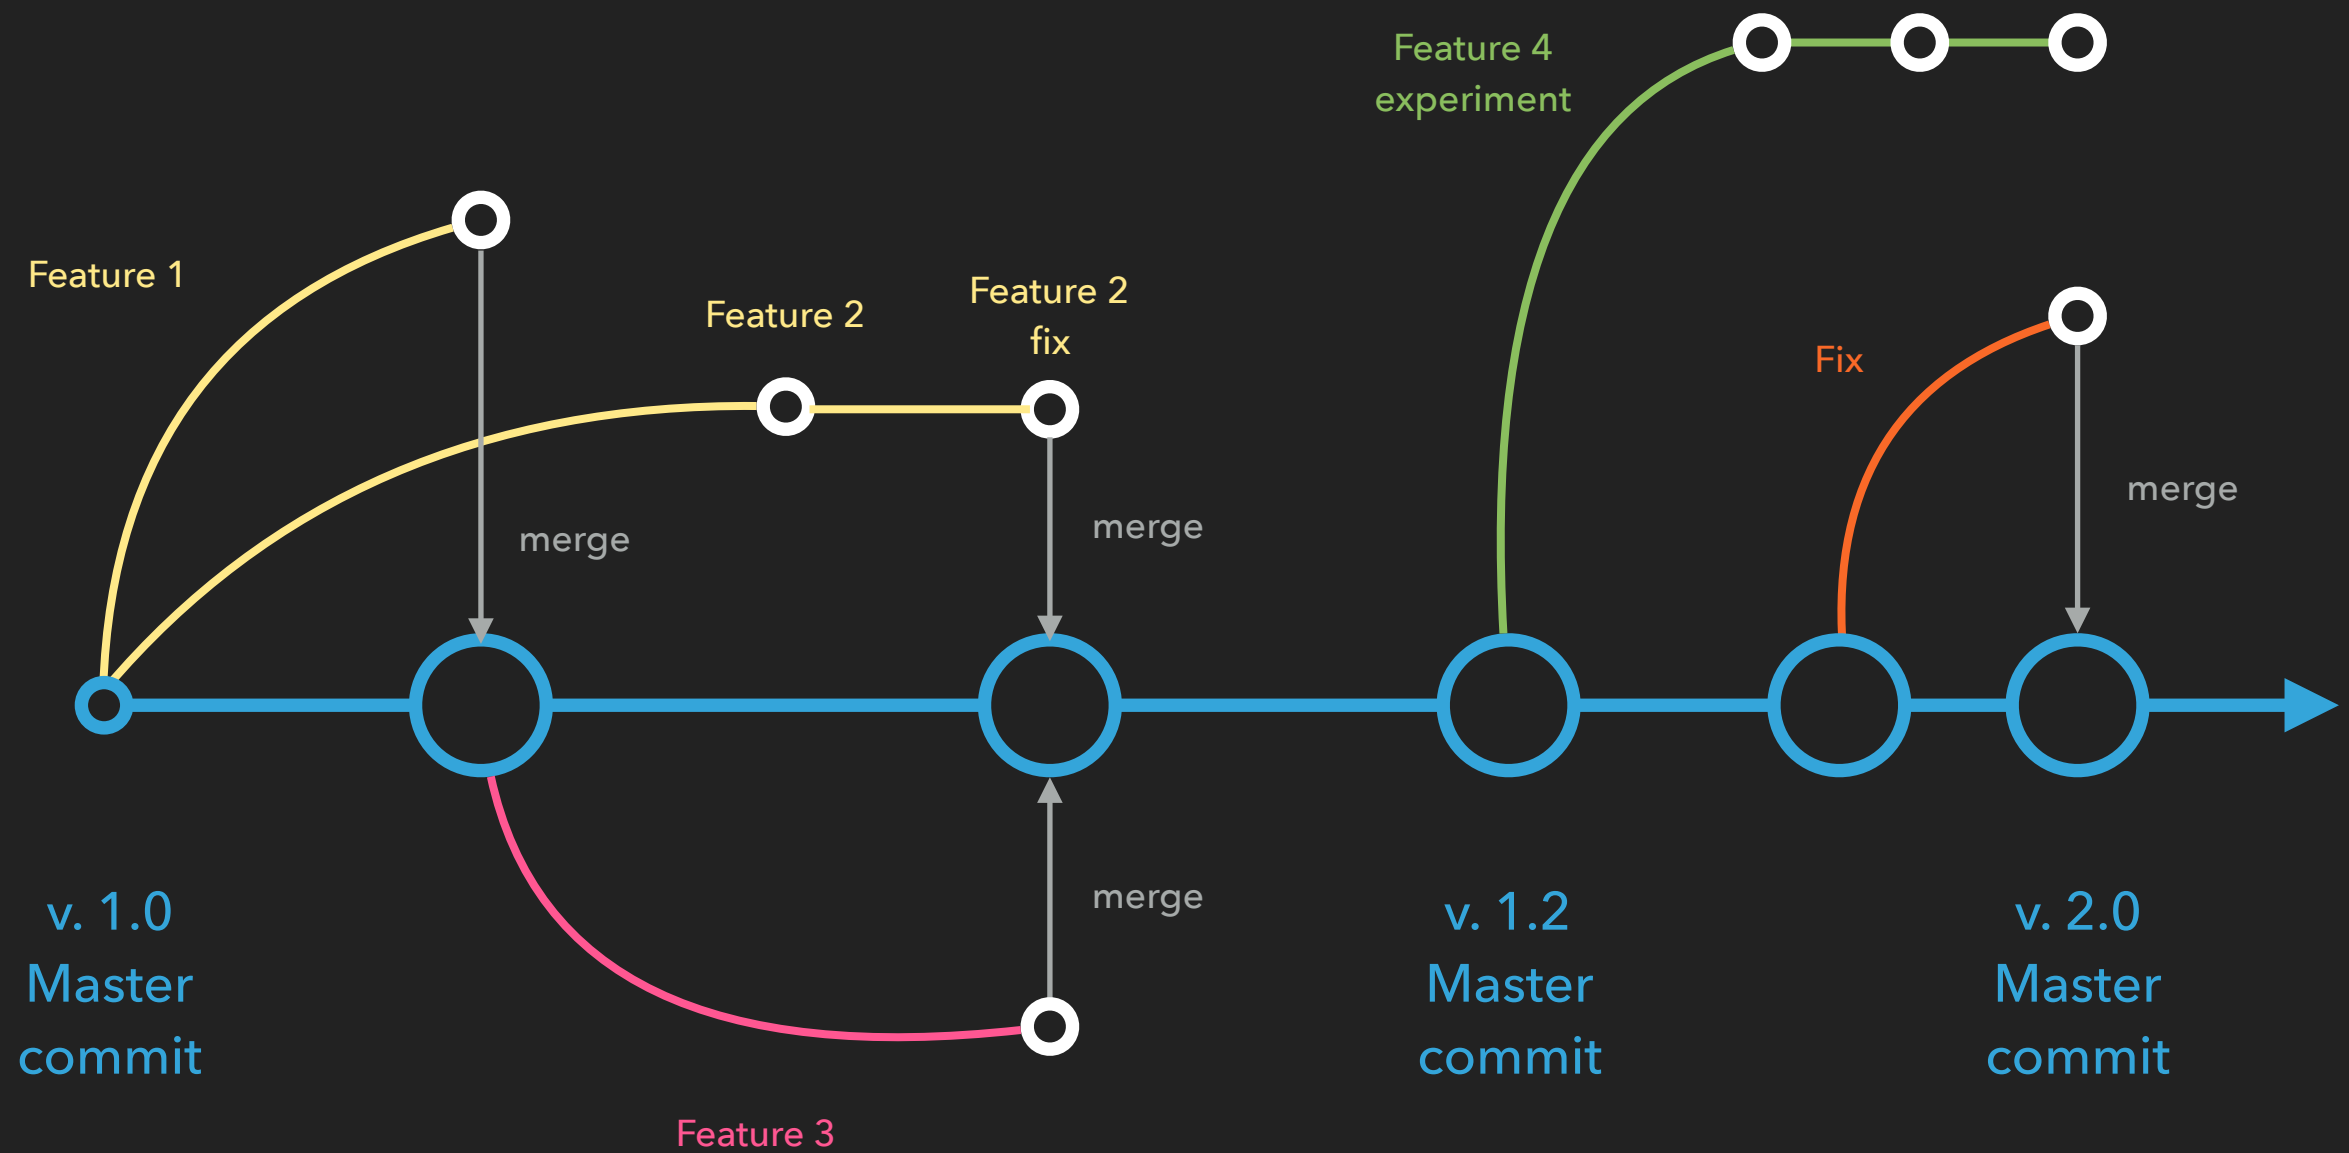 Feature 4
experiment
Feature 1
Feature 2
Feature 2
fix
Fix
merge
merge
merge
merge
v. 1.0
Master
commit
v. 1.2
Master
commit
v. 2.0
Master
commit
Feature 3